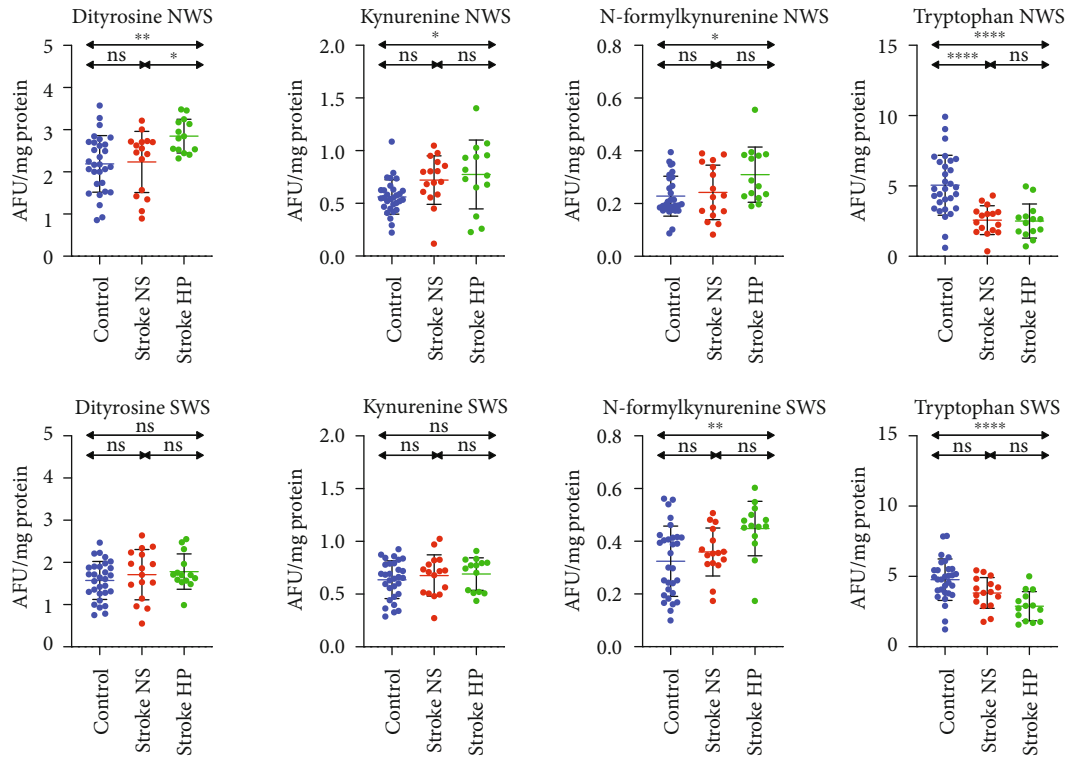 Dityrosine NWS
**
ns
*
5
4
3
2
1
0
AFU/mg protein
Control
Stroke NS
Stroke HP
Kynurenine NWS
*
ns
ns
2.0
1.5
1.0
0.5
0.0
AFU/mg protein
Control
Stroke NS
Stroke HP
N-formylkynurenine NWS
*
ns
ns
0.8
0.6
0.4
0.2
0.0
AFU/mg protein
Control
Stroke NS
Stroke HP
Tryptophan NWS
****
****
ns
15
10
5
0
AFU/mg protein
Control
Stroke NS
Stroke HP
Dityrosine SWS
ns
ns
ns
5
4
3
2
1
0
AFU/mg protein
Control
Stroke NS
Stroke HP
Kynurenine SWS
ns
ns
ns
2.0
1.5
1.0
0.5
0.0
AFU/mg protein
Control
Stroke NS
Stroke HP
N-formylkynurenine SWS
**
ns
ns
0.8
0.6
0.4
0.2
0.0
AFU/mg protein
Control
Stroke NS
Stroke HP
Tryptophan SWS
****
ns
ns
15
10
5
0
AFU/mg protein
Control
Stroke NS
Stroke HP